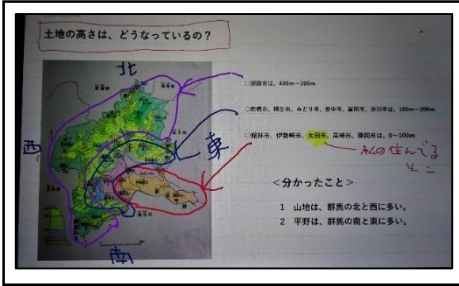 土地の高さは、どうなっているの？
北
西
東
南
○沼田市は、400m～200m
○前橋市、桐生市、みどり市、安中市、富岡市、渋川市は、100m～200m
○館林市、伊勢崎市、太田市、高崎市、藤岡市は、0～100m
私の住んでる
とこ
＜分かったこと＞
1 山地は、群馬の北と西に多い。
2 平野は、群馬の南と東に多い。